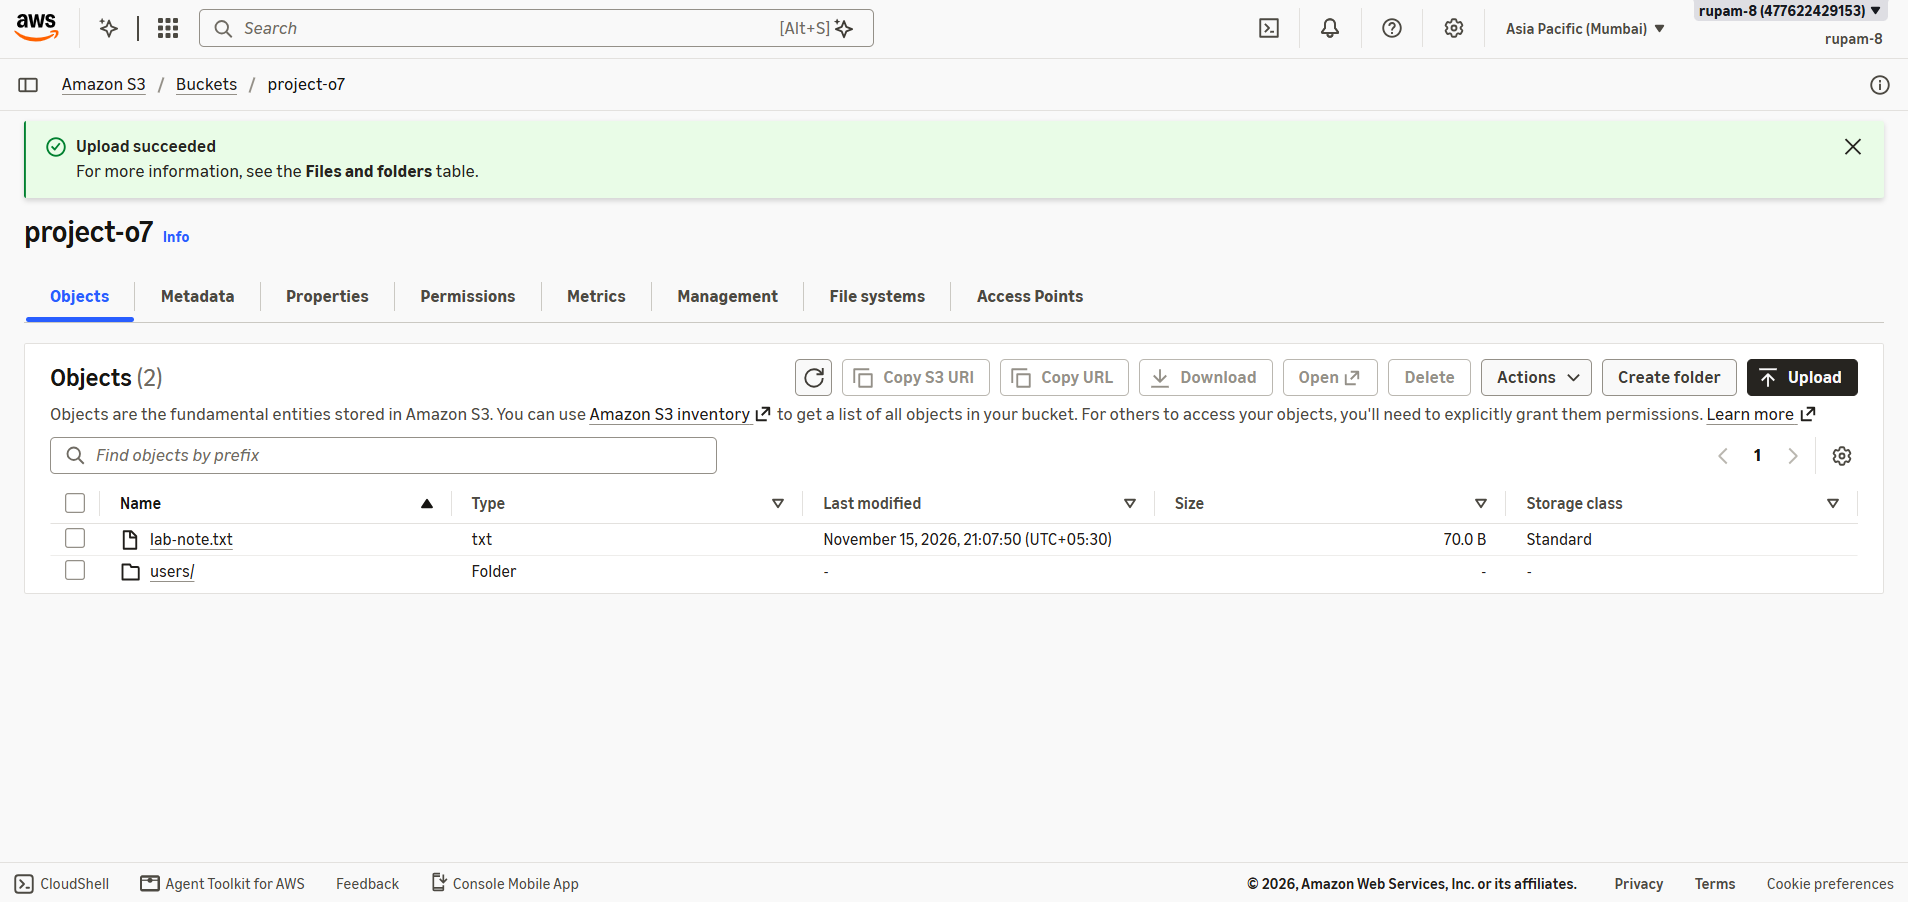 aws
Search [Alt+S]
Asia Pacific (Mumbai)
rupam-8 (477622429153)
rupam-8
Amazon S3 / Buckets / project-o7
Upload succeeded
For more information, see the Files and folders table.
project-o7 Info
Objects Metadata Properties Permissions Metrics Management File systems Access Points
Objects (2)
Copy S3 URI Copy URL Download Open Delete Actions Create folder Upload
Objects are the fundamental entities stored in Amazon S3. You can use Amazon S3 inventory to get a list of all objects in your bucket. For others to access your objects, you'll need to explicitly grant them permissions. Learn more
Find objects by prefix
1
Name Type Last modified Size Storage class
lab-note.txt txt November 15, 2026, 21:07:50 (UTC+05:30) 70.0 B Standard
users/ Folder - - -
CloudShell Agent Toolkit for AWS Feedback Console Mobile App © 2026, Amazon Web Services, Inc. or its affiliates. Privacy Terms Cookie preferences